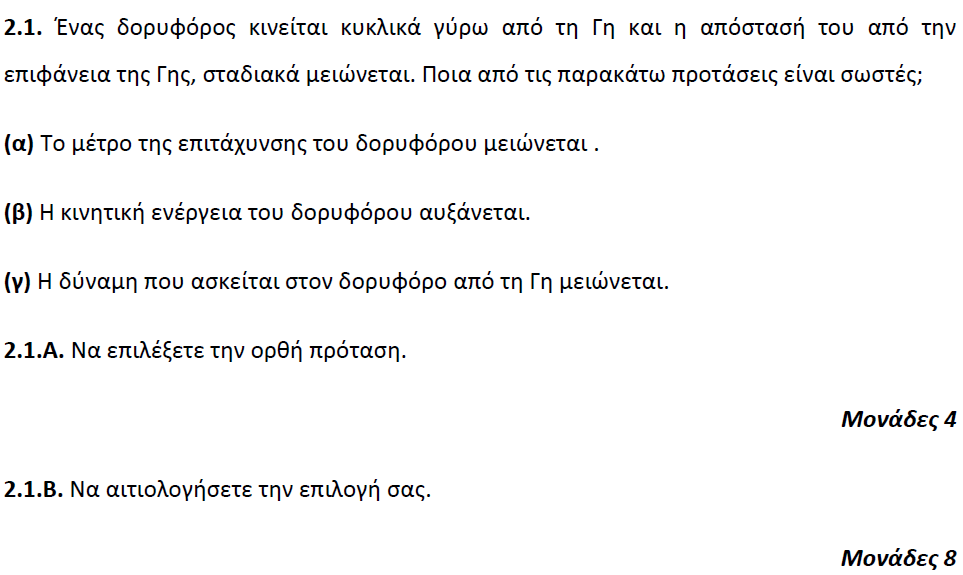 2.1. Ένας δορυφόρος κινείται κυκλικά γύρω από τη Γη και η απόστασή του από την
επιφάνεια της Γης, σταδιακά μειώνεται. Ποια από τις παρακάτω προτάσεις είναι σωστές;
(α) Το μέτρο της επιτάχυνσης του δορυφόρου μειώνεται .
(β) Η κινητική ενέργεια του δορυφόρου αυξάνεται.
(γ) Η δύναμη που ασκείται στον δορυφόρο από τη Γη μειώνεται.
2.1.Α. Να επιλέξετε την ορθή πρόταση.
Μονάδες 4
2.1.Β. Να αιτιολογήσετε την επιλογή σας.
Μονάδες 8